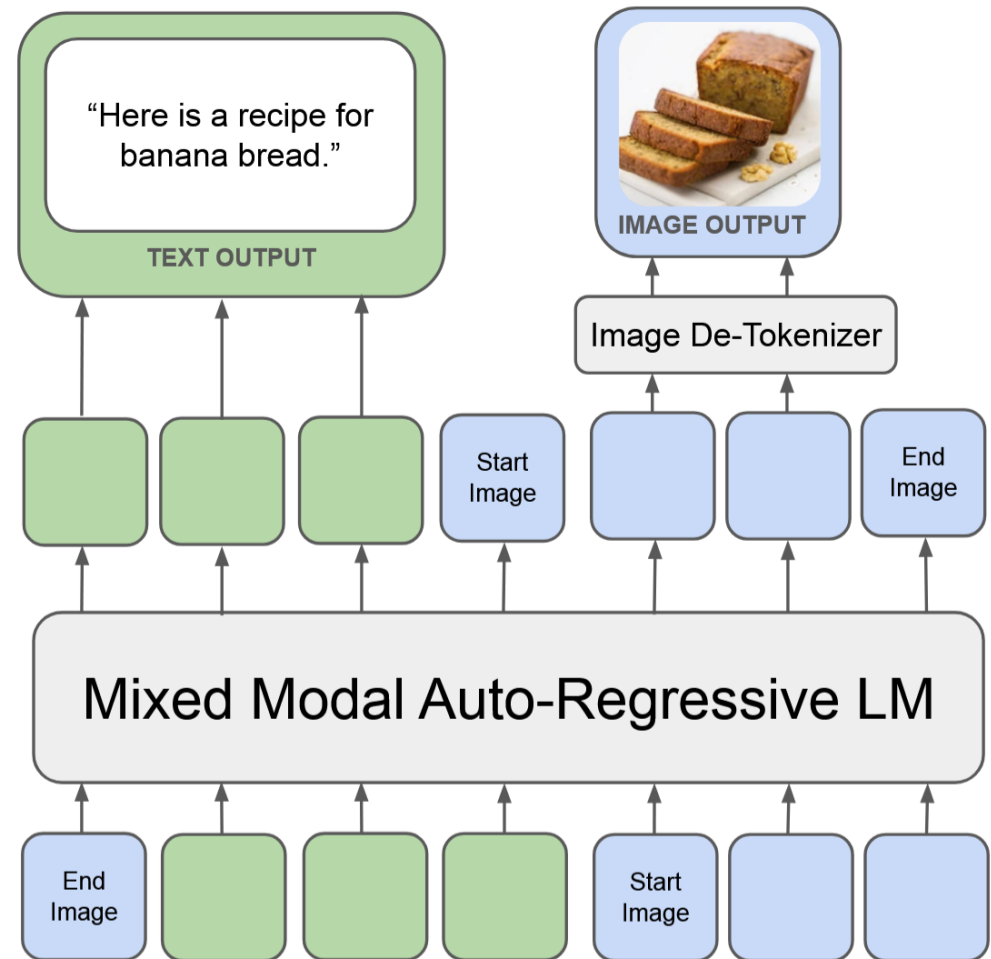 “Here is a recipe for
banana bread.”
TEXT OUTPUT
IMAGE OUTPUT
Image De-Tokenizer
Start
Image
End
Image
Mixed Modal Auto-Regressive LM
End
Image
Start
Image